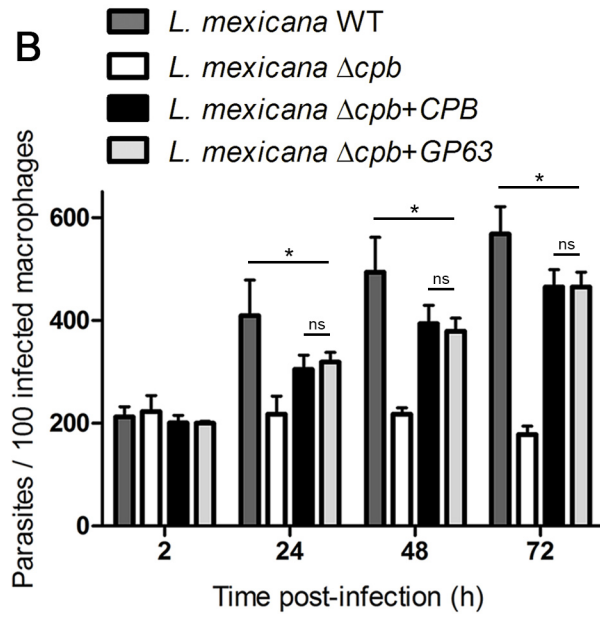 B
L. mexicana WT
L. mexicana Δcpb
L. mexicana Δcpb+CPB
L. mexicana Δcpb+GP63
Parasites / 100 infected macrophages
600
400
200
0
*
ns
*
ns
*
ns
2 24 48 72
Time post-infection (h)